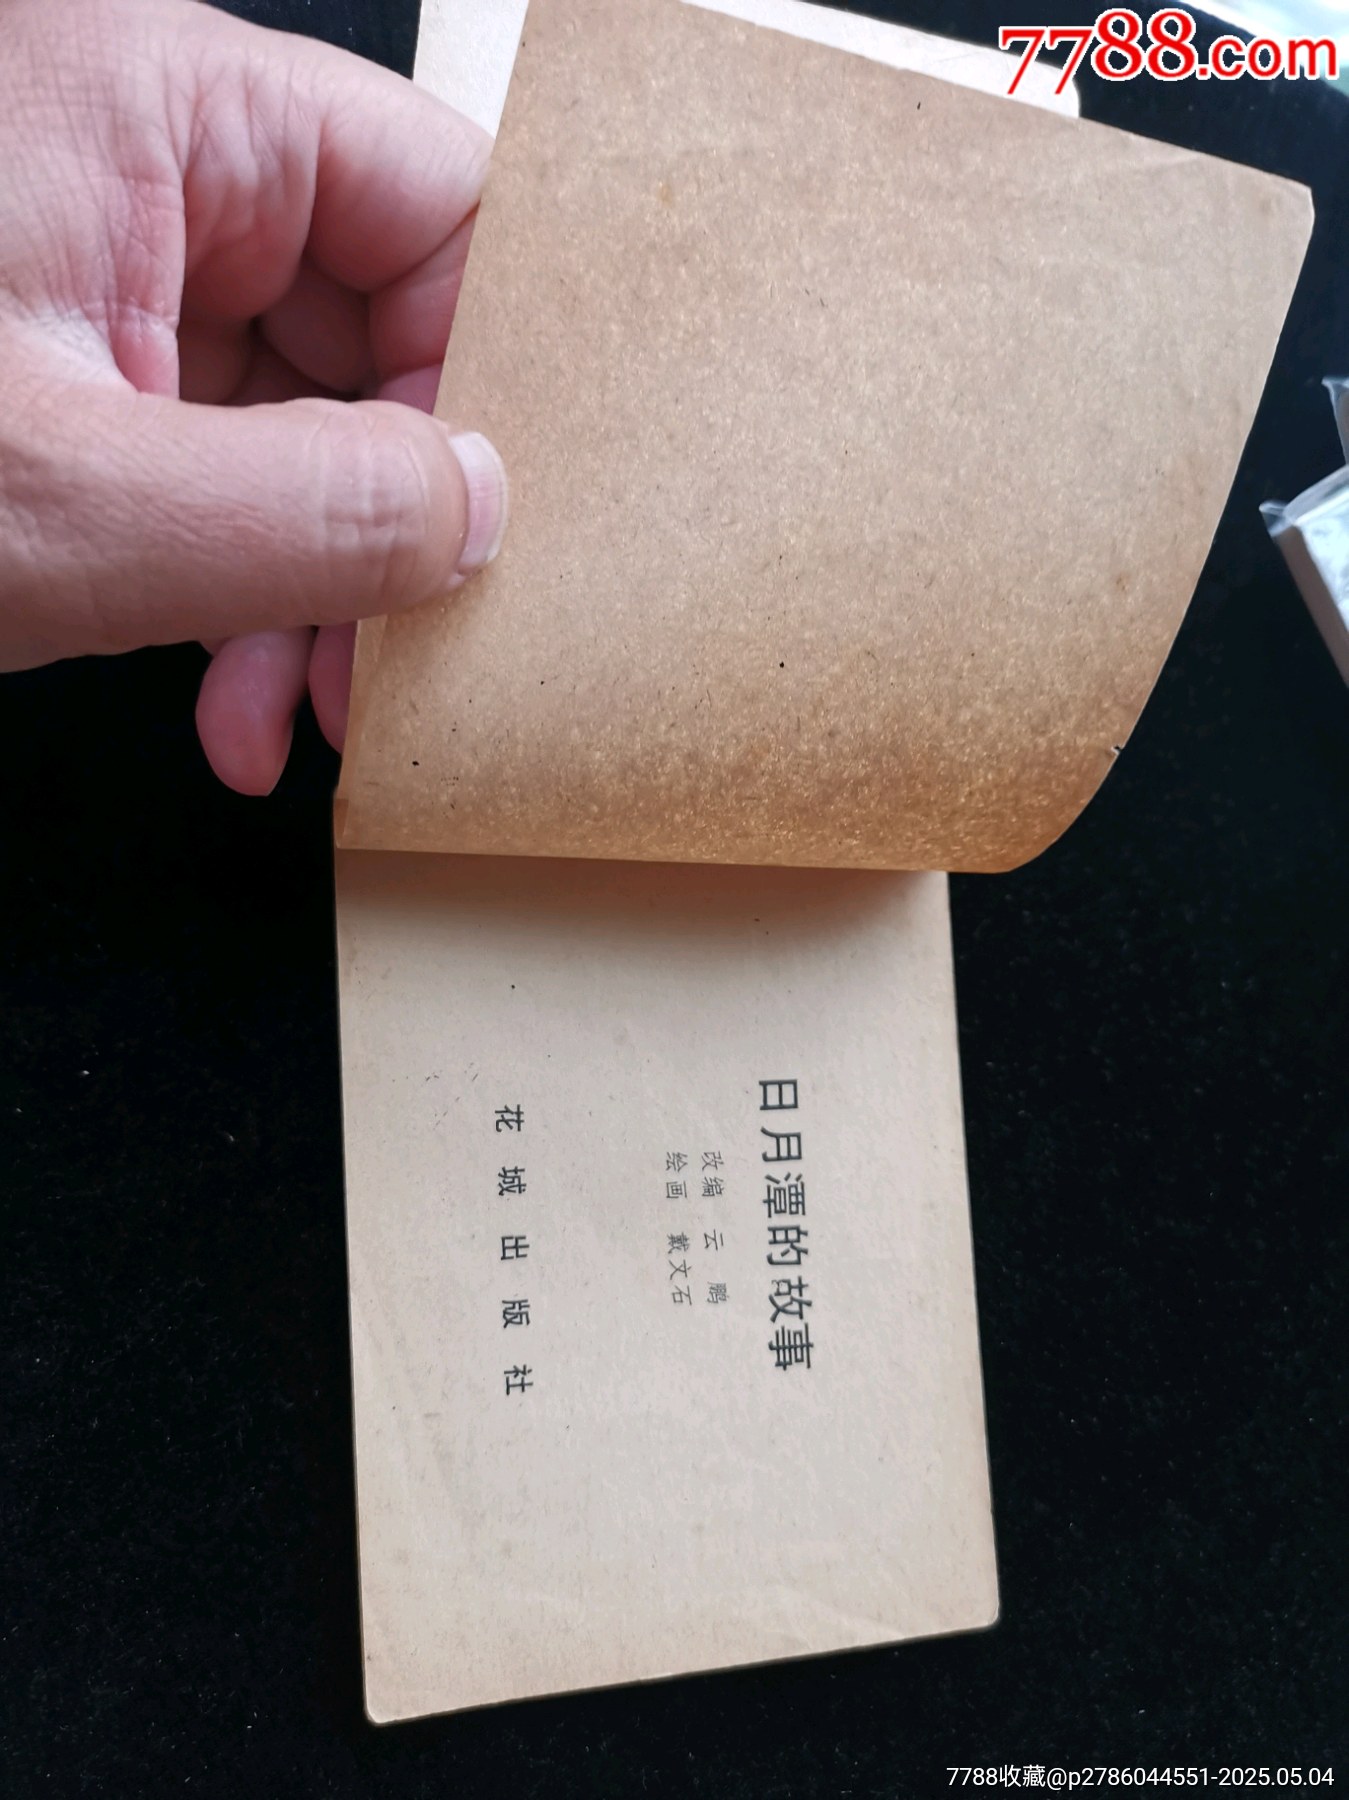 7788.com
日月潭的故事
改编 云 鹏
绘画 戴文石
花城出版社
7788收藏@p2786044551-2025.05.04